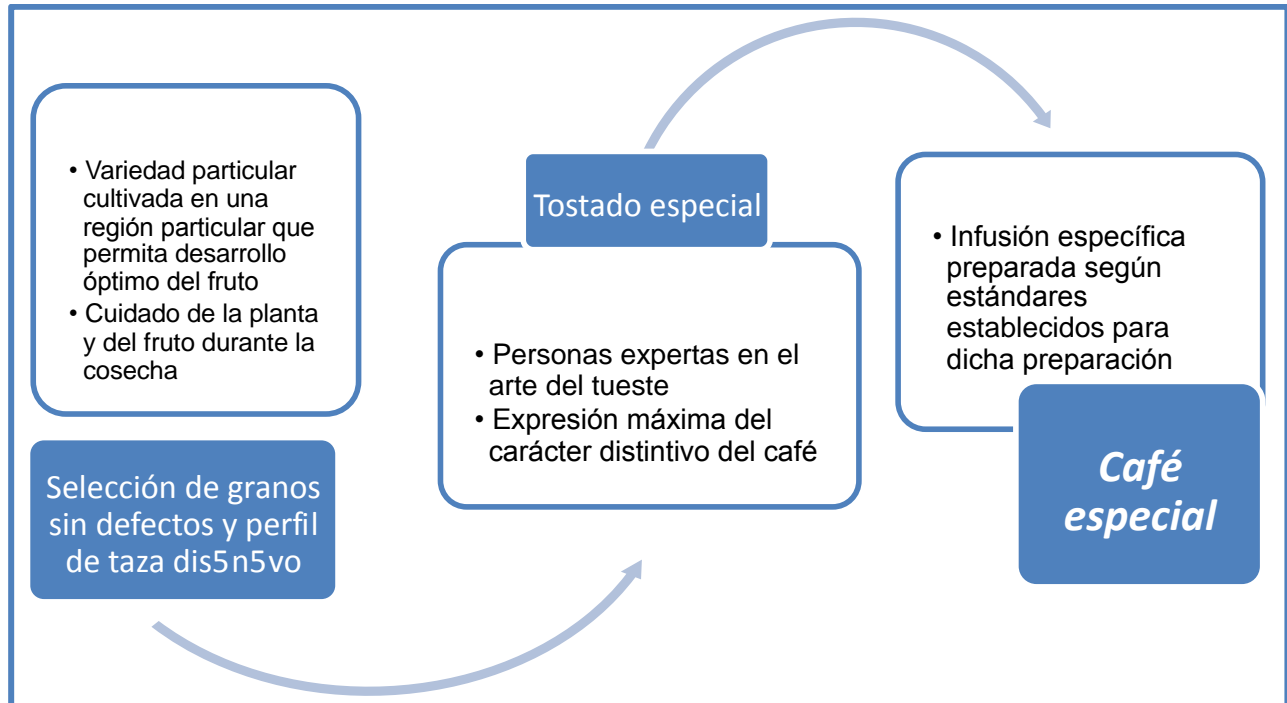 • Variedad particular
cultivada en una
región particular que
permita desarrollo
óptimo del fruto
• Cuidado de la planta
y del fruto durante la
cosecha
Selección de granos
sin defectos y perfil
de taza dis5n5vo
Tostado especial
• Personas expertas en el
arte del tueste
• Expresión máxima del
carácter distintivo del café
• Infusión específica
preparada según
estándares
establecidos para
dicha preparación
Café
especial